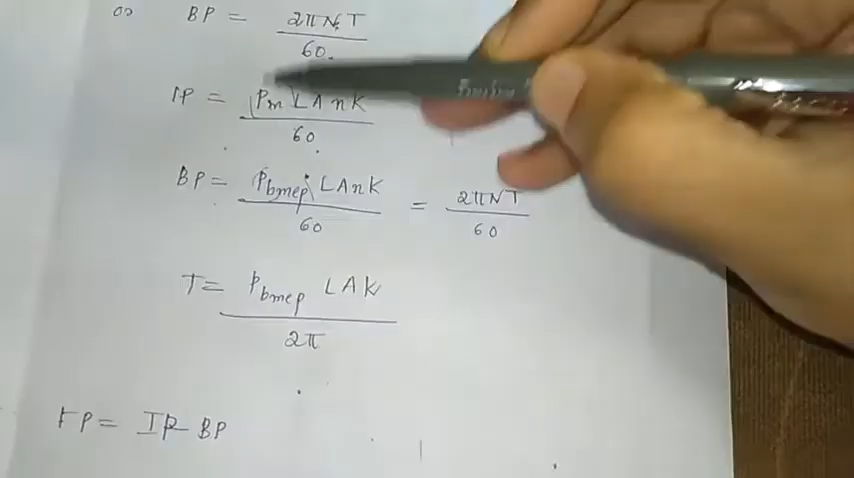 or BP = 2πNT
60
IP = Pm LAnK
60
BP = Pbmep LAnK = 2πNT
60 60
T = Pbmep LAK
2π
FP = IP - BP